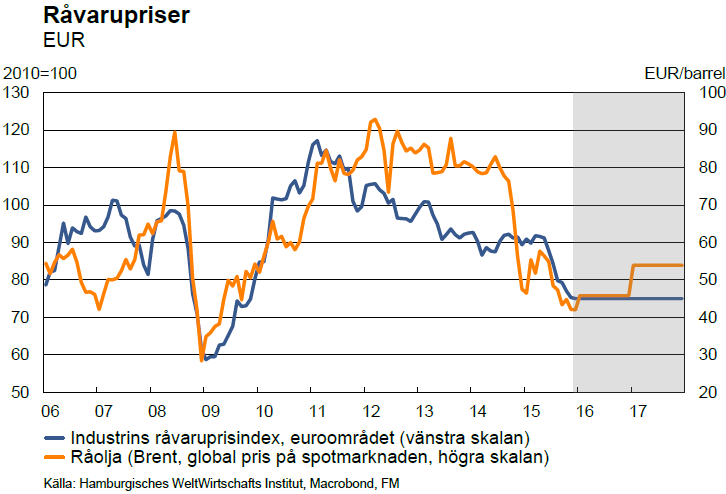 Råvarupriser
EUR
2010=100 EUR/barrel
130 100
120 90
110 80
100 70
90 60
80 50
70 40
60 30
50 20
06 07 08 09 10 11 12 13 14 15 16 17
Industrins råvaruprisindex, euroområdet (vänstra skalan)
Råolja (Brent, global pris på spotmarknaden, högra skalan)
Källa: Hamburgisches WeltWirtschafts Institut, Macrobond, FM